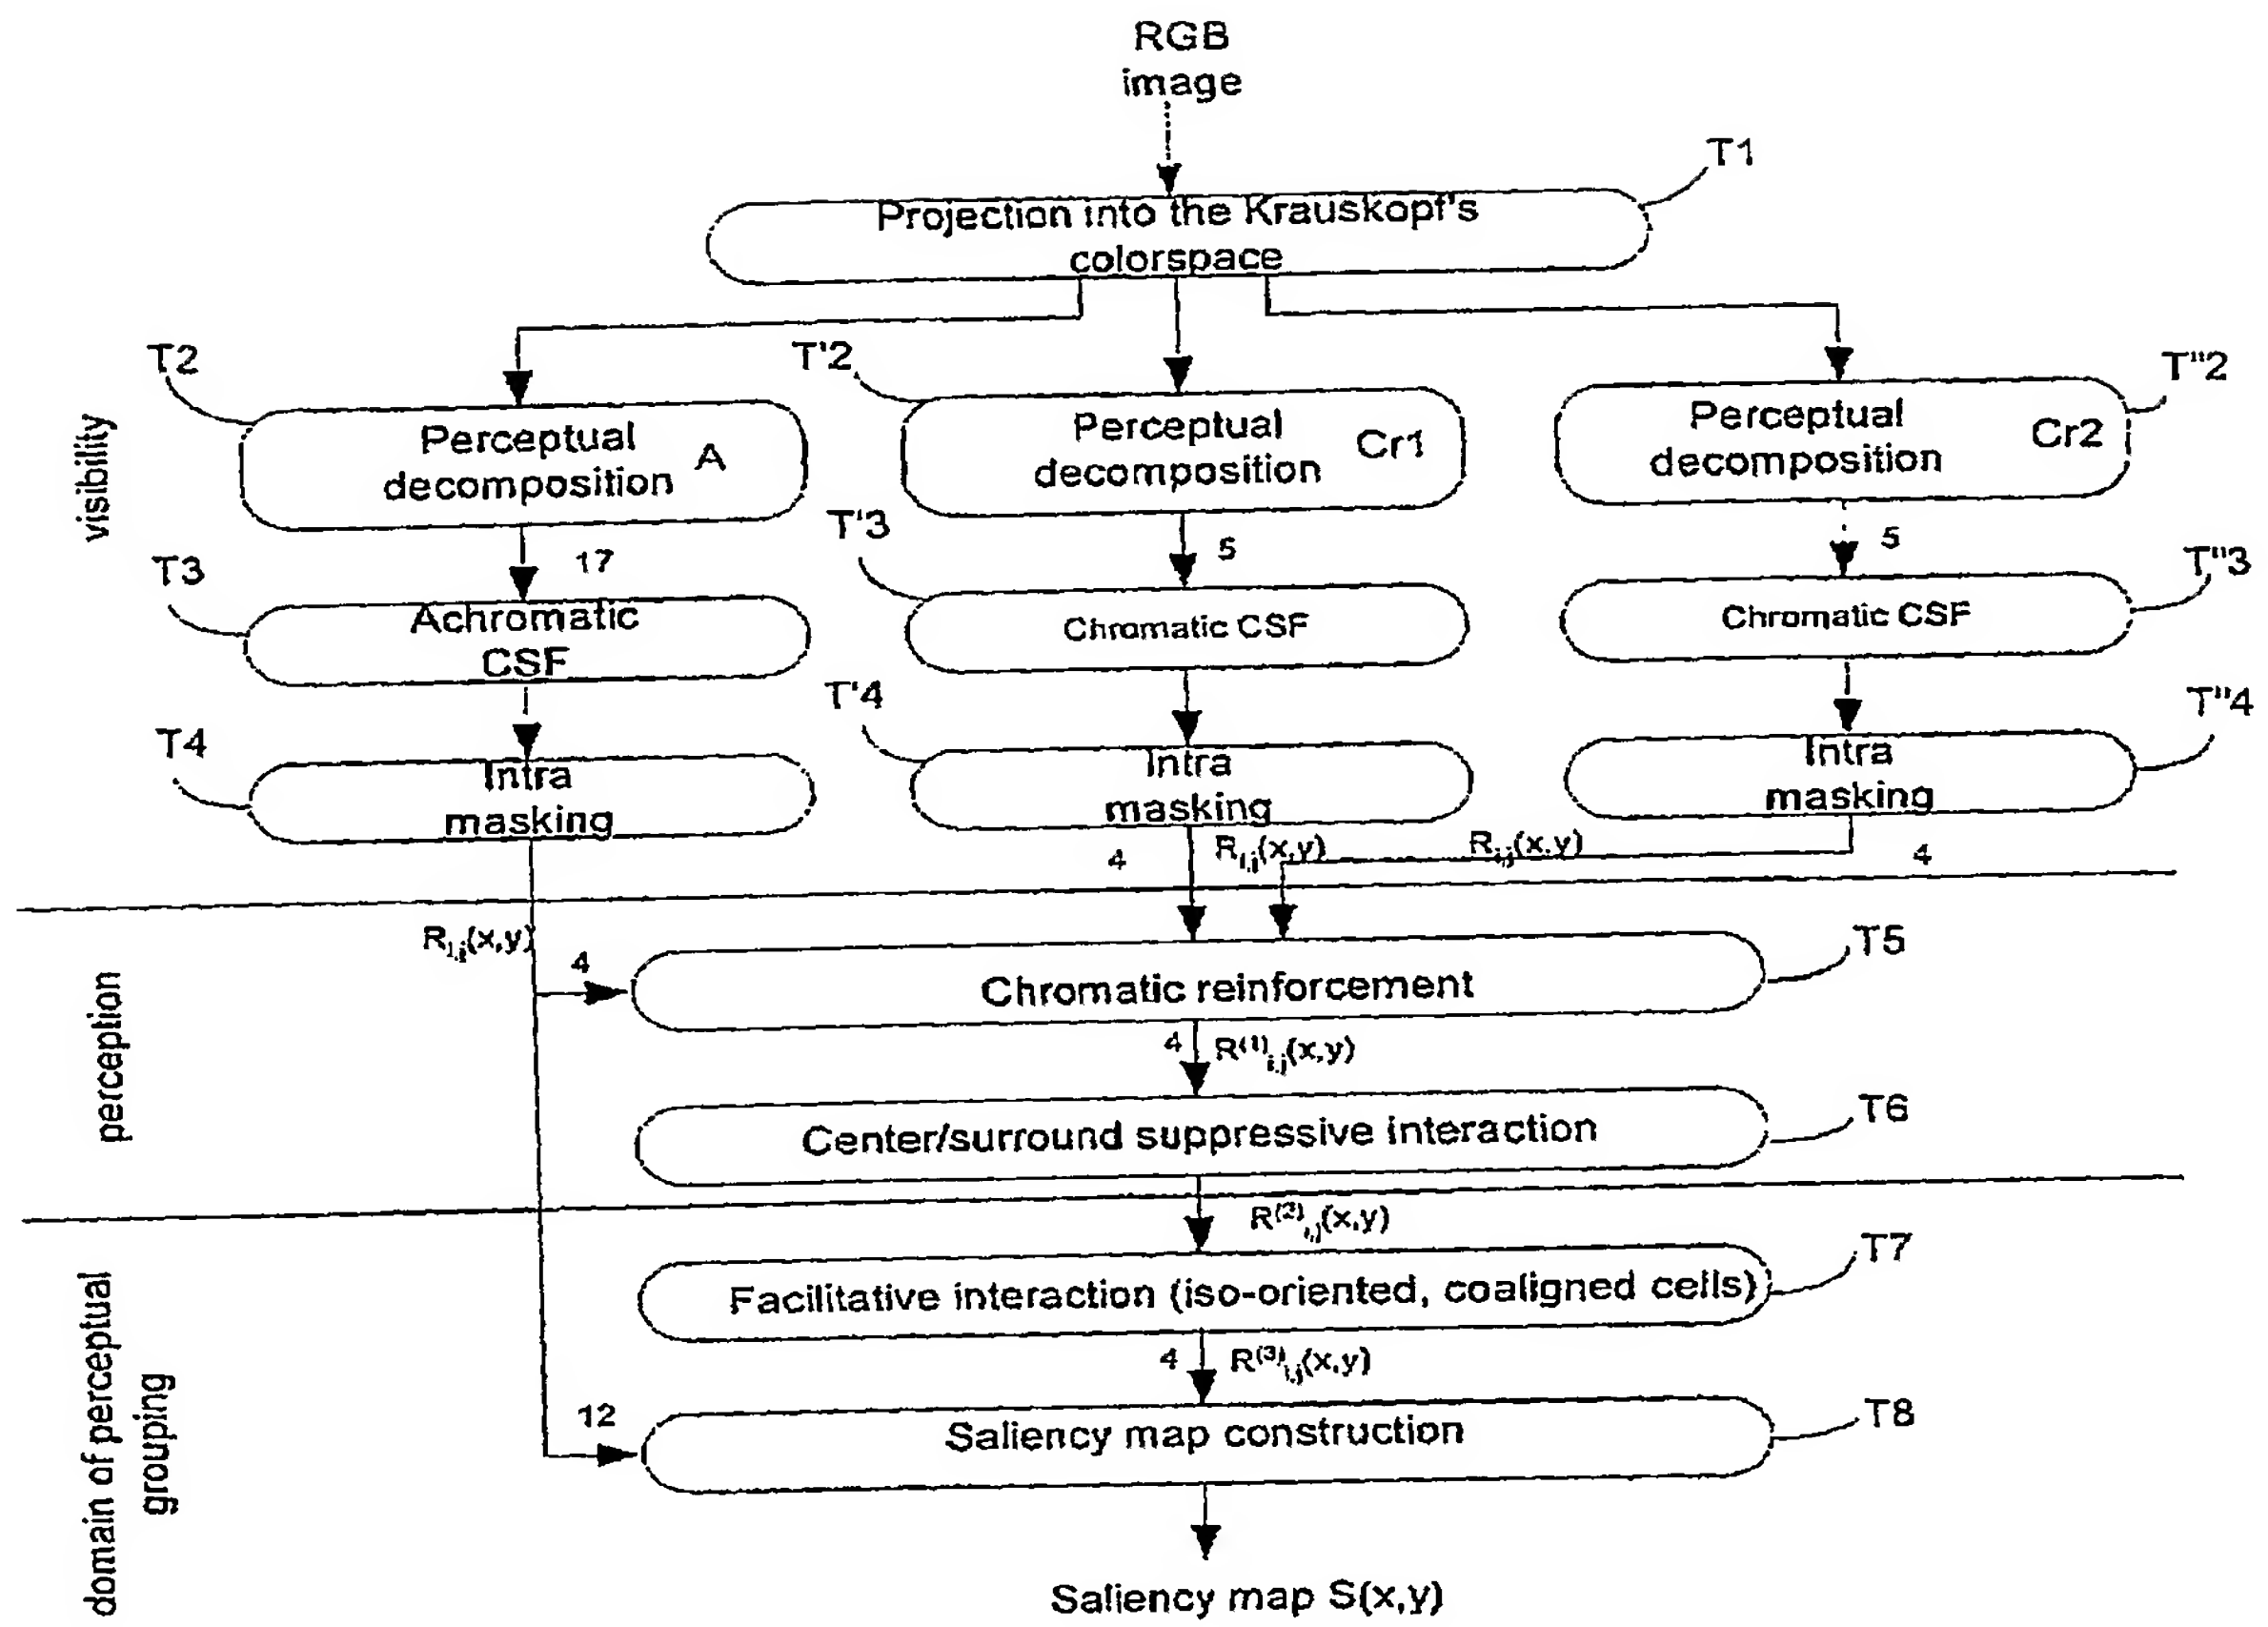 RGB
image
T1
Projection into the Krauskopf's
colorspace
visibility
T2
T'2
T"2
Perceptual
decomposition
A
Perceptual
decomposition
Cr1
Perceptual
decomposition
Cr2
17
5
5
T3
T'3
T"3
Achromatic
CSF
Chromatic CSF
Chromatic CSF
T4
T'4
T"4
Intra
masking
Intra
masking
Intra
masking
4
Ri,j(x,y)
Ri,j(x,y)
4
perception
Ri,j(x,y)
4
T5
Chromatic reinforcement
4
R(1)i,j(x,y)
T6
Center/surround suppressive interaction
R(2)i,j(x,y)
domain of perceptual
grouping
T7
Facilitative interaction (iso-oriented, coaligned cells)
4
R(3)i,j(x,y)
12
T8
Saliency map construction
Saliency map S(x,y)